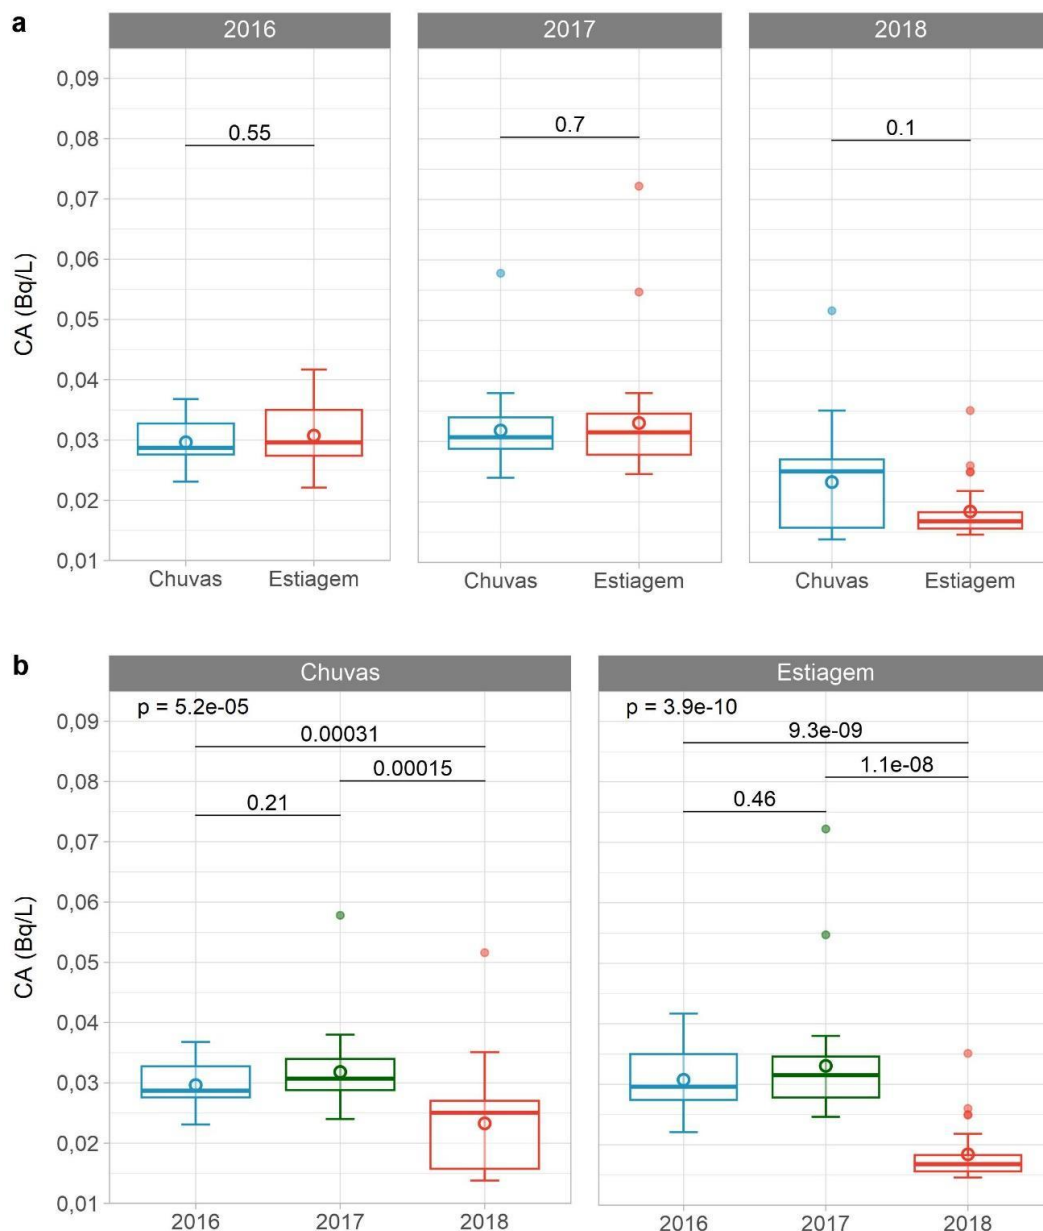 a
2016 2017 2018
0,09
0,08
0,07
0,06
0,05
0,04
0,03
0,02
0,01
CA (Bq/L)
0.55 0.7 0.1
Chuvas Estiagem Chuvas Estiagem Chuvas Estiagem
b
Chuvas Estiagem
0,09
0,08
0,07
0,06
0,05
0,04
0,03
0,02
0,01
CA (Bq/L)
p = 5.2e-05
0.00031
0.00015
0.21
p = 3.9e-10
9.3e-09
1.1e-08
0.46
2016 2017 2018 2016 2017 2018